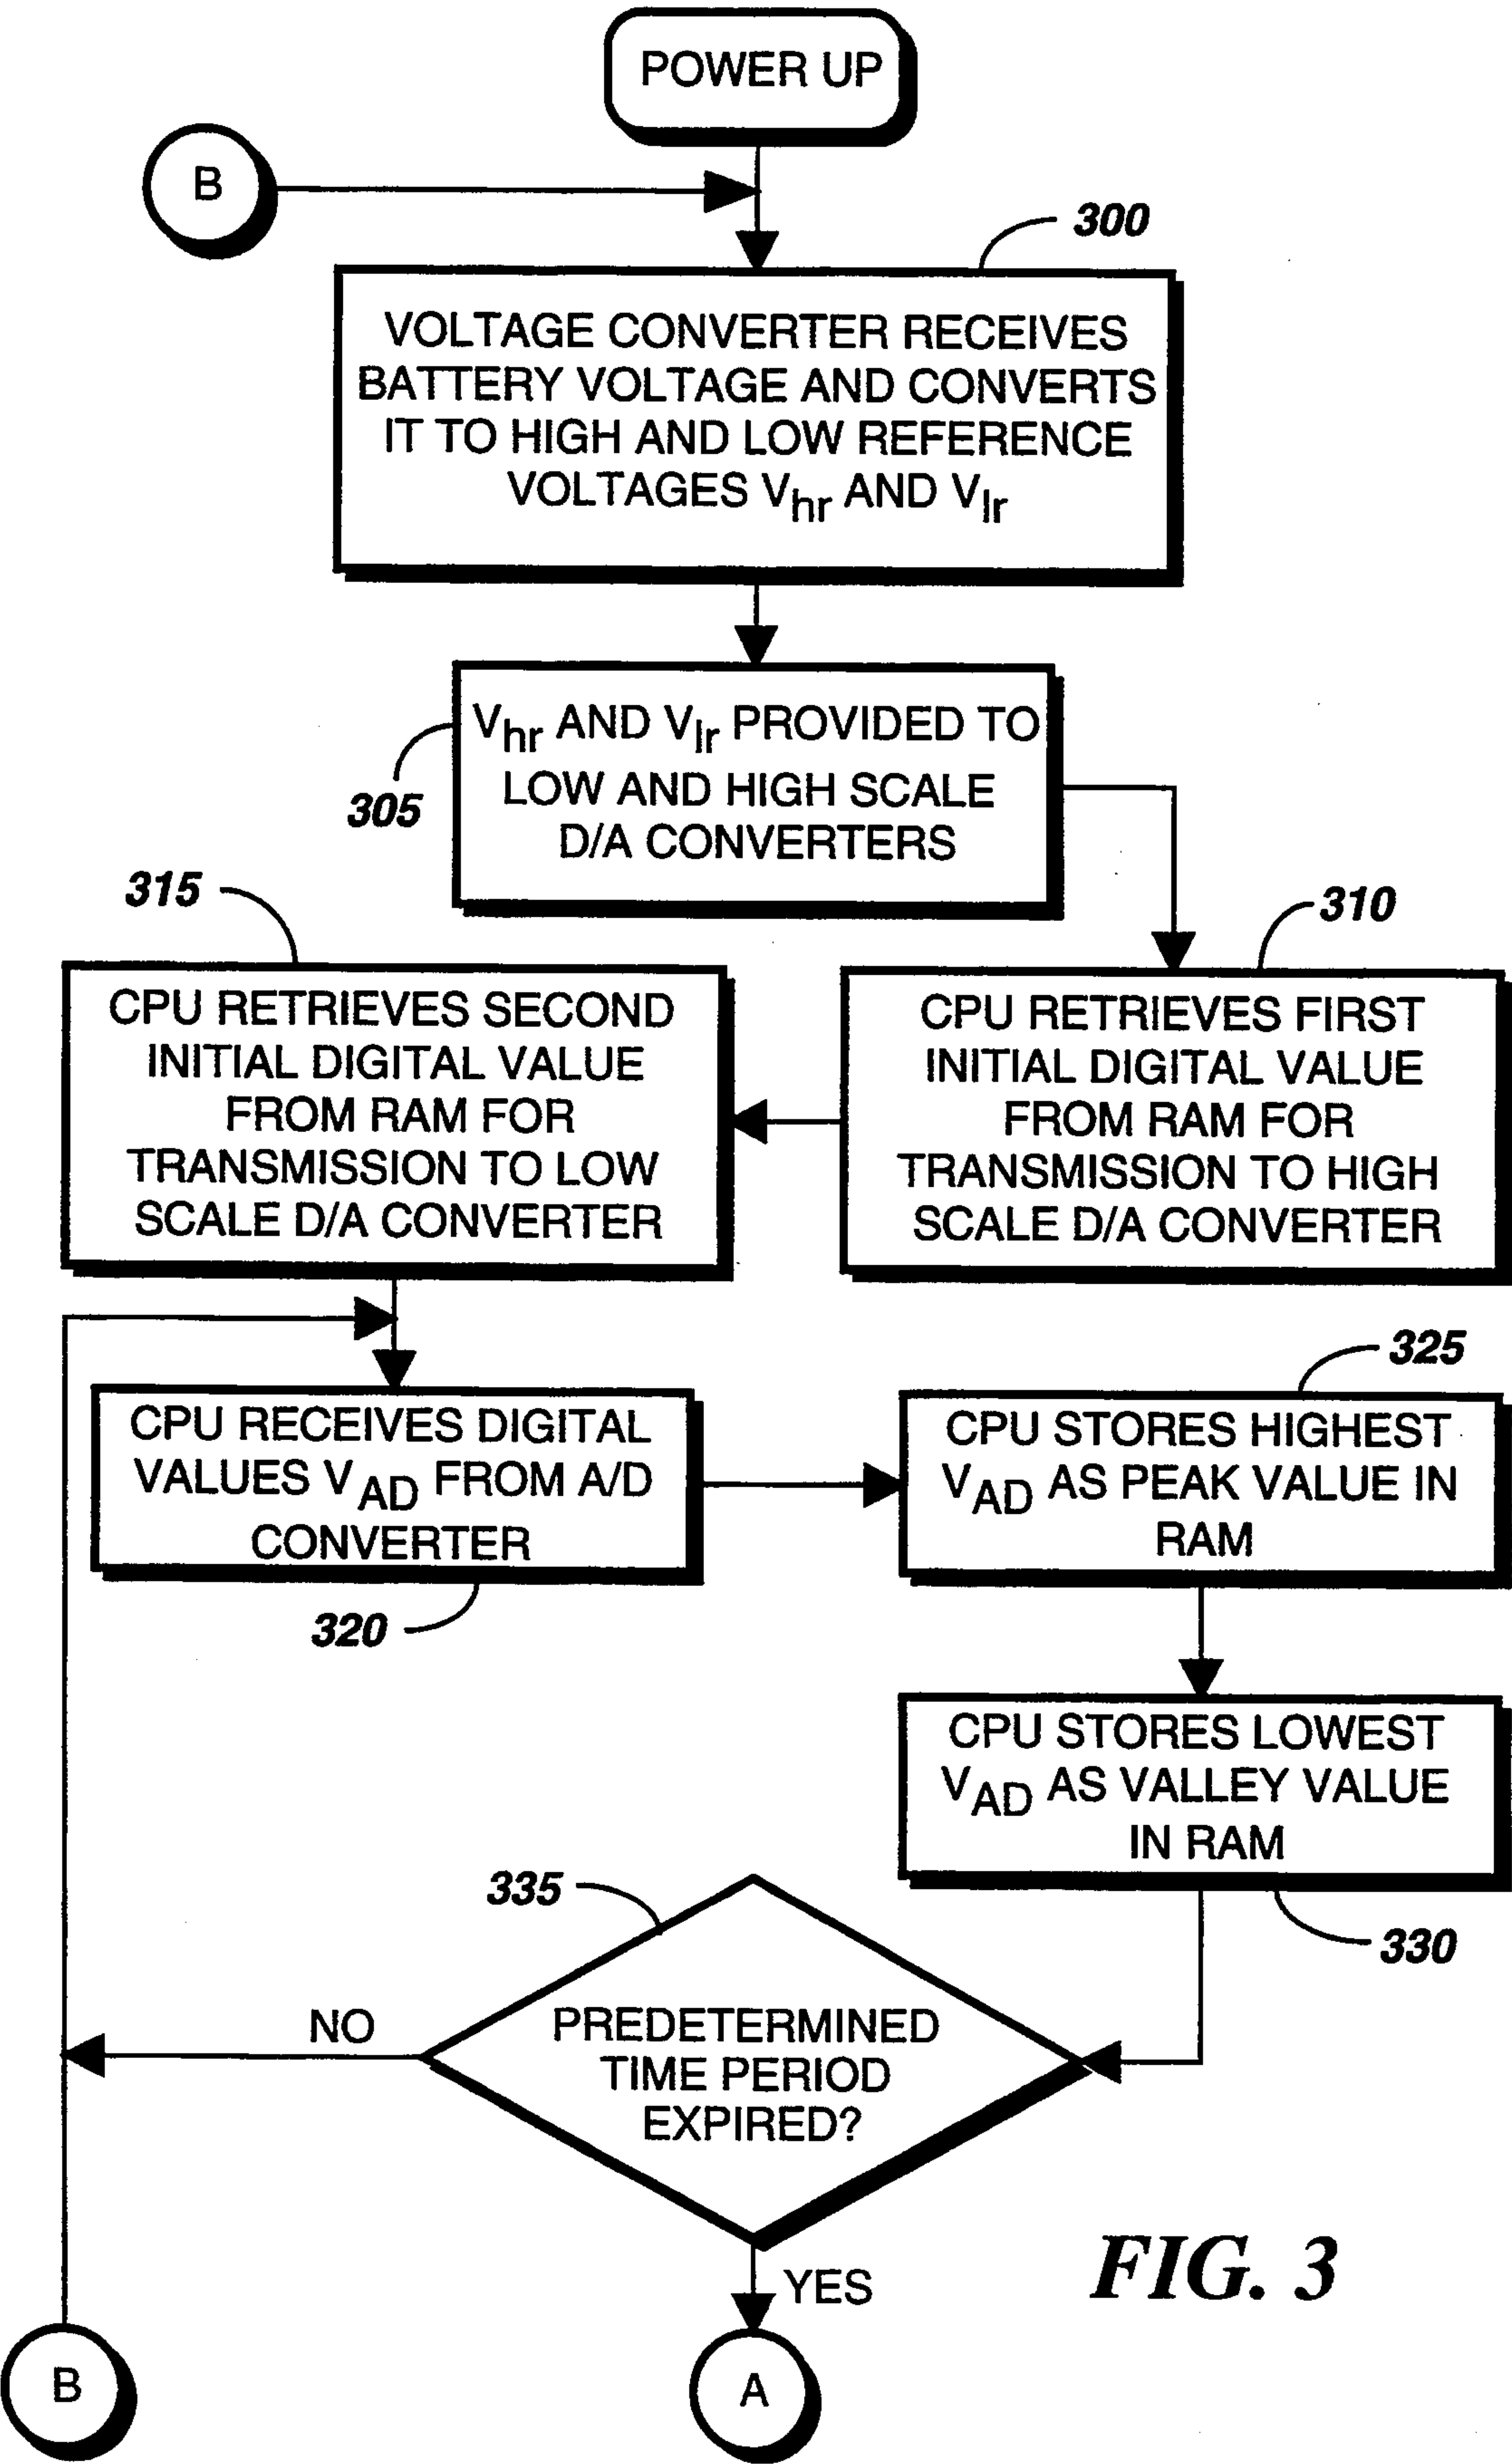 POWER UP
B
300
VOLTAGE CONVERTER RECEIVES
BATTERY VOLTAGE AND CONVERTS
IT TO HIGH AND LOW REFERENCE
VOLTAGES Vhr AND Vlr
Vhr AND Vlr PROVIDED TO
LOW AND HIGH SCALE
D/A CONVERTERS
305
310
CPU RETRIEVES FIRST
INITIAL DIGITAL VALUE
FROM RAM FOR
TRANSMISSION TO HIGH
SCALE D/A CONVERTER
315
CPU RETRIEVES SECOND
INITIAL DIGITAL VALUE
FROM RAM FOR
TRANSMISSION TO LOW
SCALE D/A CONVERTER
CPU RECEIVES DIGITAL
VALUES VAD FROM A/D
CONVERTER
320
325
CPU STORES HIGHEST
VAD AS PEAK VALUE IN
RAM
CPU STORES LOWEST
VAD AS VALLEY VALUE
IN RAM
330
335
PREDETERMINED
TIME PERIOD
EXPIRED?
NO
YES
B
A
FIG. 3